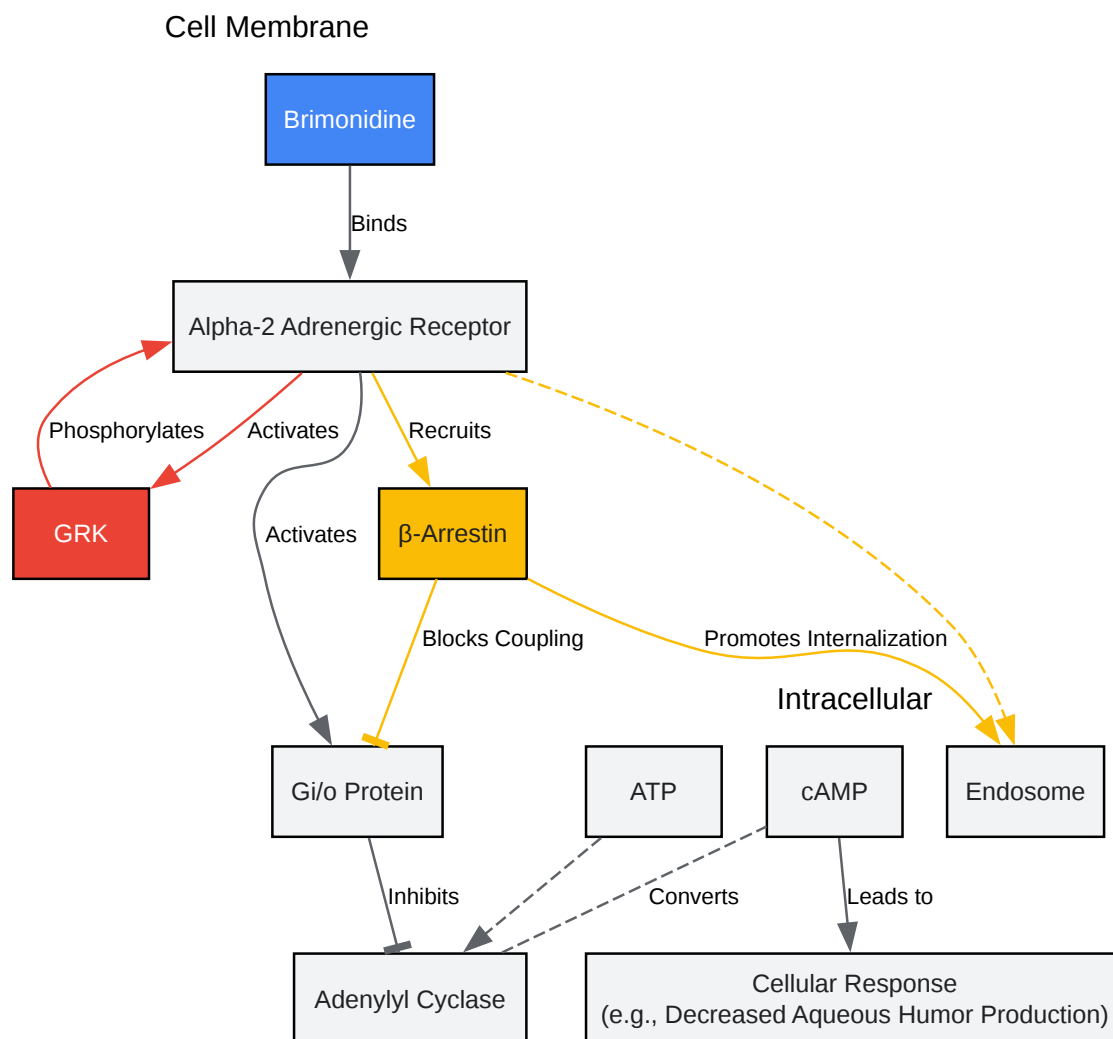 Cell Membrane
Brimonidine
Binds
Alpha-2 Adrenergic Receptor
Phosphorylates
Activates
Recruits
GRK
Activates
β-Arrestin
Blocks Coupling
Promotes Internalization
Intracellular
Gi/o Protein
ATP
cAMP
Endosome
Inhibits
Converts
Leads to
Adenylyl Cyclase
Cellular Response
(e.g., Decreased Aqueous Humor Production)